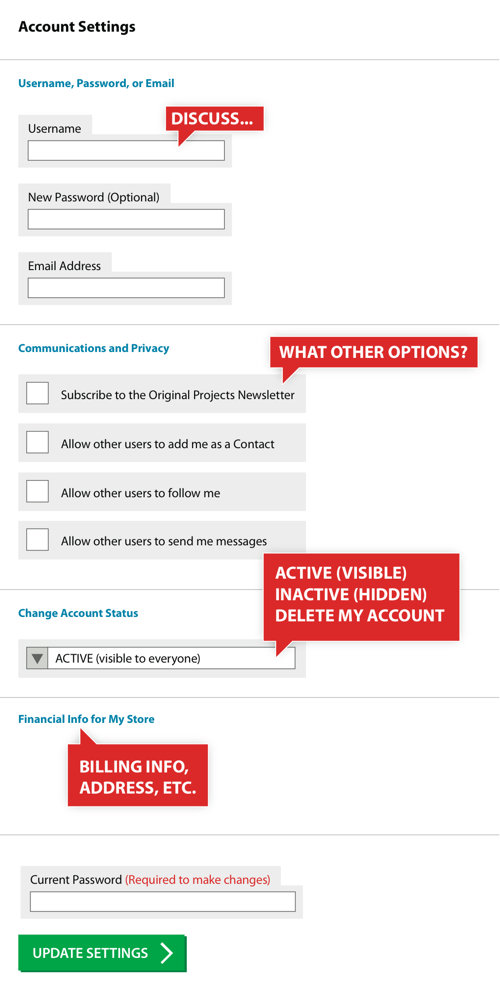 Account Settings
Username, Password, or Email
DISCUSS...
Username
New Password (Optional)
Email Address
Communications and Privacy
WHAT OTHER OPTIONS?
Subscribe to the Original Projects Newsletter
Allow other users to add me as a Contact
Allow other users to follow me
Allow other users to send me messages
ACTIVE (VISIBLE)
INACTIVE (HIDDEN)
DELETE MY ACCOUNT
Change Account Status
ACTIVE (visible to everyone)
Financial Info for My Store
BILLING INFO,
ADDRESS, ETC.
Current Password (Required to make changes)
UPDATE SETTINGS